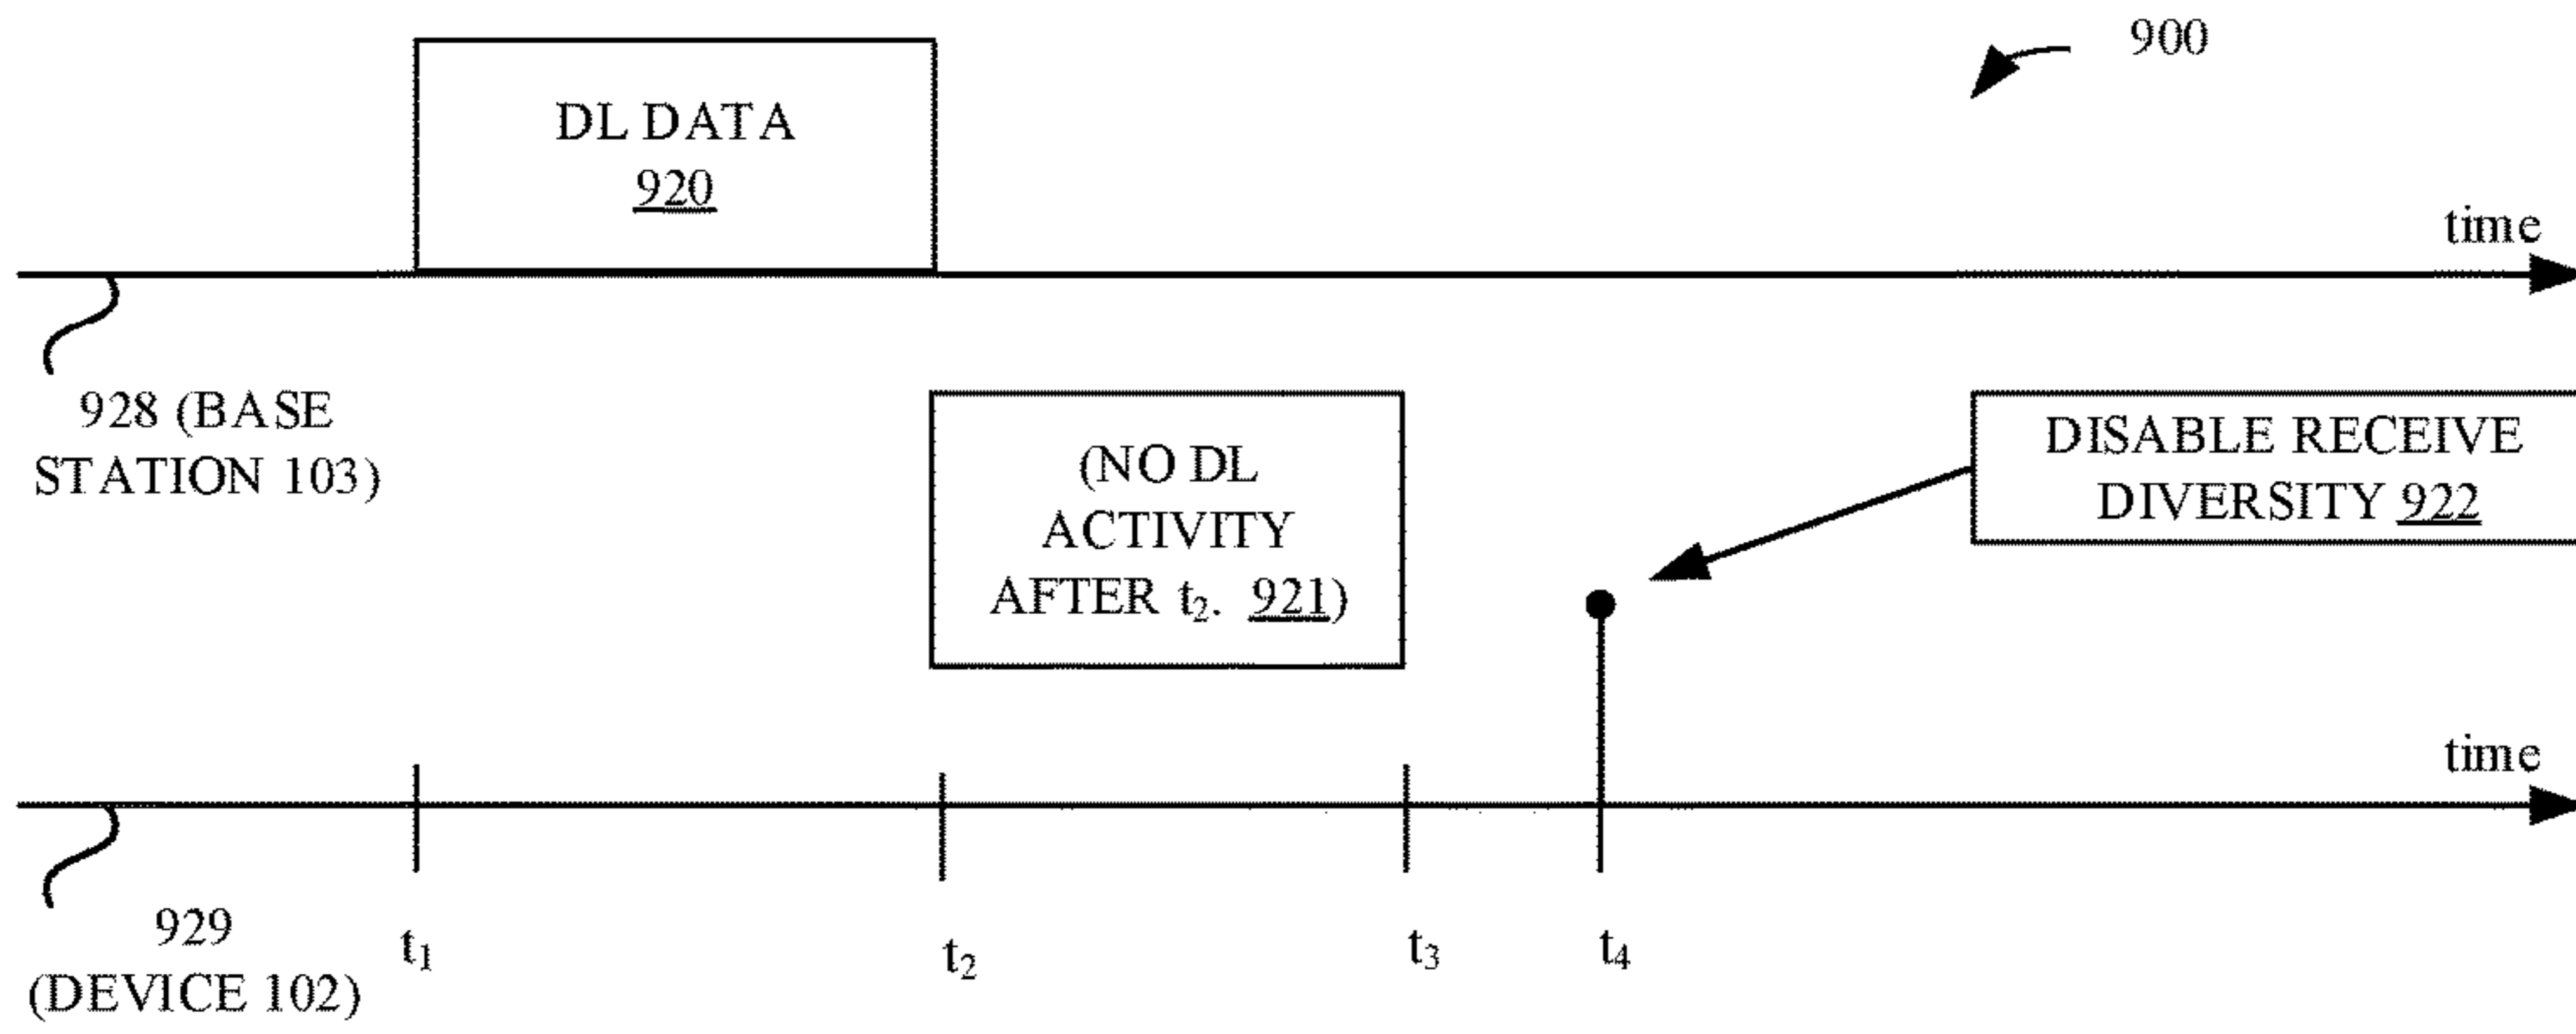 900
DL DATA
920
time
928 (BASE
STATION 103)
(NO DL
ACTIVITY
AFTER t₂. 921)
DISABLE RECEIVE
DIVERSITY 922
time
929
(DEVICE 102)
t₁
t₂
t₃
t₄